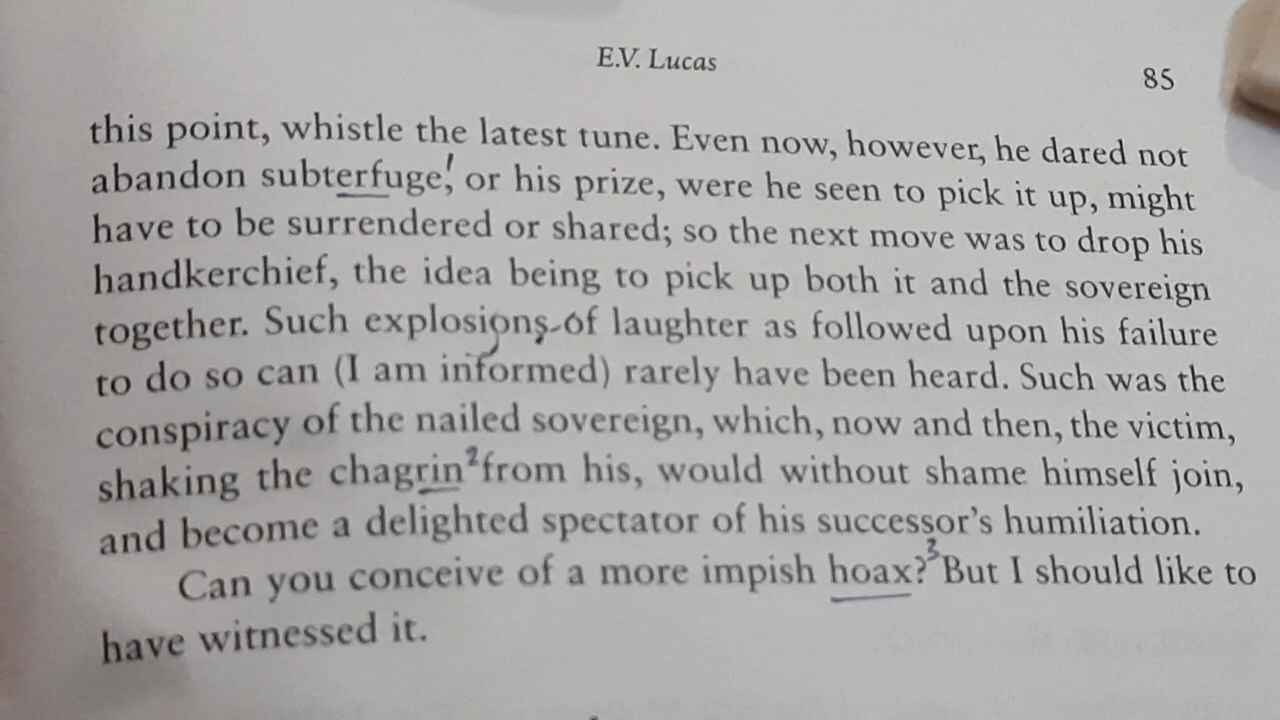 E.V. Lucas
85
this point, whistle the latest tune. Even now, however, he dared not
abandon subterfuge,¹ or his prize, were he seen to pick it up, might
have to be surrendered or shared; so the next move was to drop his
handkerchief, the idea being to pick up both it and the sovereign
together. Such explosions of laughter as followed upon his failure
to do so can (I am informed) rarely have been heard. Such was the
conspiracy of the nailed sovereign, which, now and then, the victim,
shaking the chagrin² from his, would without shame himself join,
and become a delighted spectator of his successor's humiliation.
Can you conceive of a more impish hoax?³ But I should like to
have witnessed it.